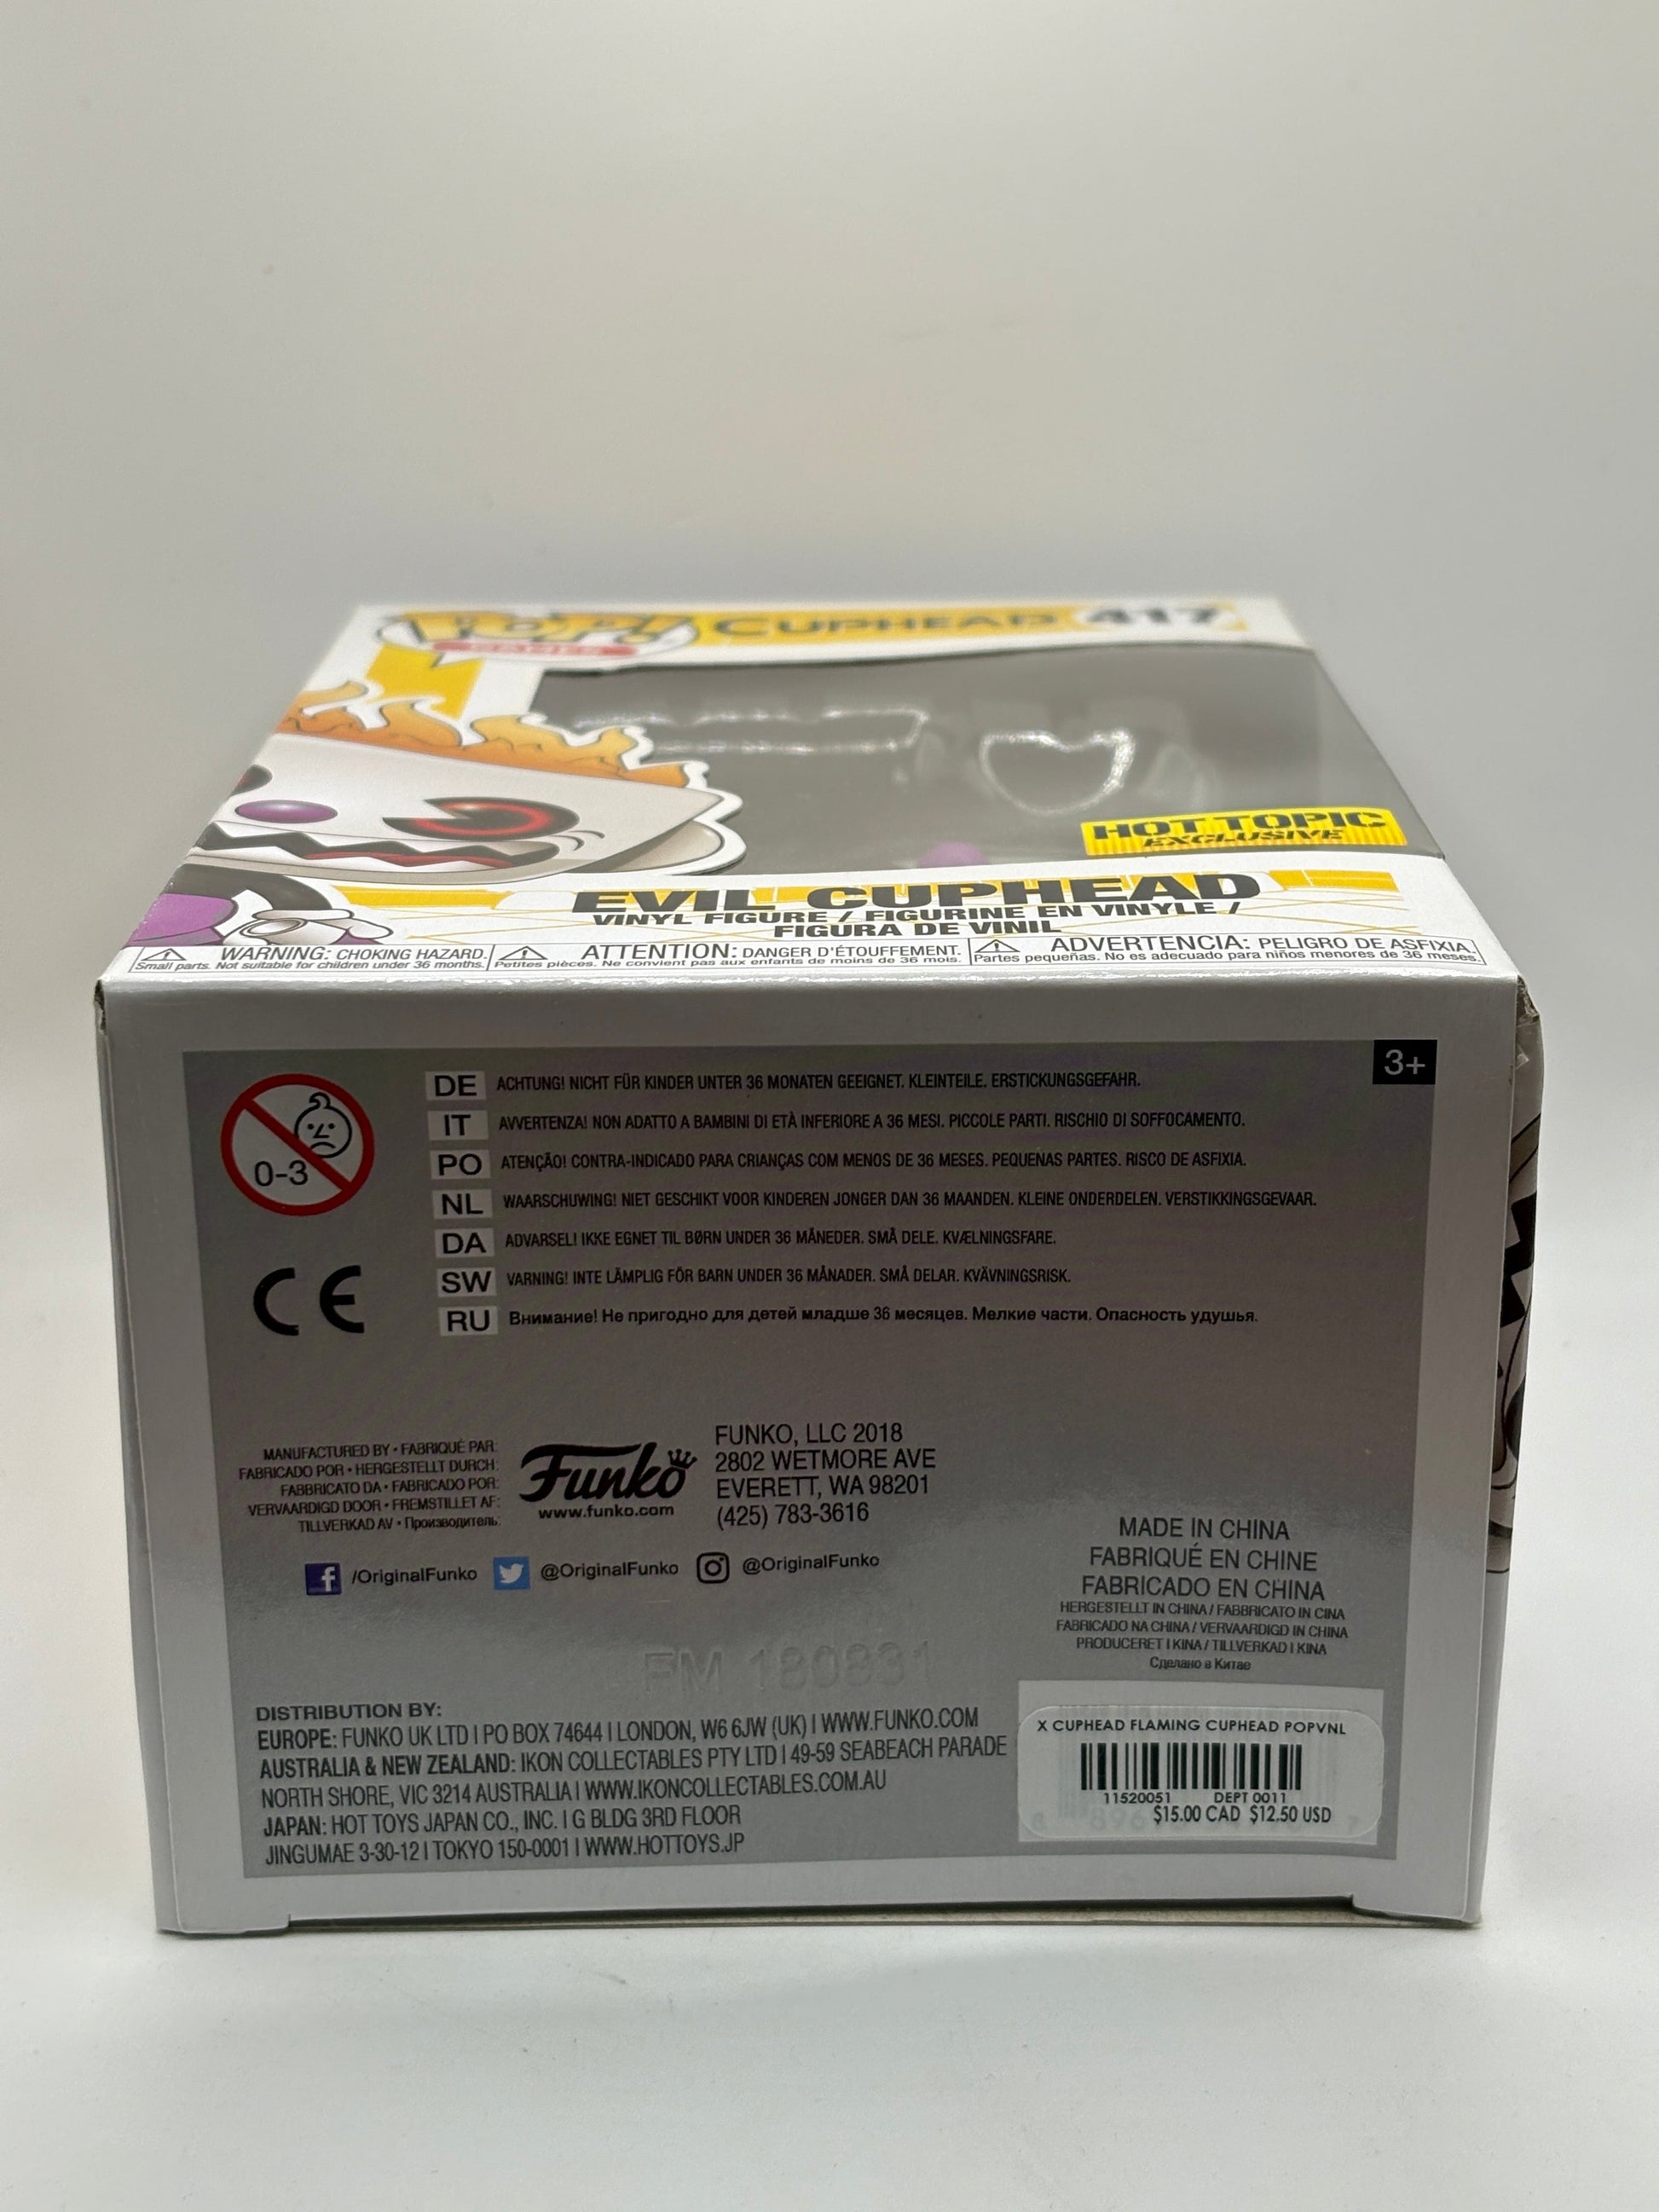 POP! CUPHEAD 417
GAMES
HOT TOPIC
EXCLUSIVE
EVIL CUPHEAD
VINYL FIGURE / FIGURINE EN VINYLE /
FIGURA DE VINIL
WARNING: CHOKING HAZARD.
Small parts. Not suitable for children under 36 months.
ATTENTION: DANGER D'ÉTOUFFEMENT.
Petites pièces. Ne convient pas aux enfants de moins de 36 mois.
ADVERTENCIA: PELIGRO DE ASFIXIA.
Partes pequeñas. No es adecuado para niños menores de 36 meses.
3+
0-3
DE ACHTUNG! NICHT FÜR KINDER UNTER 36 MONATEN GEEIGNET. KLEINTEILE. ERSTICKUNGSGEFAHR.
IT AVVERTENZA! NON ADATTO A BAMBINI DI ETÀ INFERIORE A 36 MESI. PICCOLE PARTI. RISCHIO DI SOFFOCAMENTO.
PO ATENÇÃO! CONTRA-INDICADO PARA CRIANÇAS COM MENOS DE 36 MESES. PEQUENAS PARTES. RISCO DE ASFIXIA.
NL WAARSCHUWING! NIET GESCHIKT VOOR KINDEREN JONGER DAN 36 MAANDEN. KLEINE ONDERDELEN. VERSTIKKINGSGEVAAR.
DA ADVARSEL! IKKE EGNET TIL BØRN UNDER 36 MÅNEDER. SMÅ DELE. KVÆLNINGSFARE.
SW VARNING! INTE LÄMPLIG FÖR BARN UNDER 36 MÅNADER. SMÅ DELAR. KVÄVNINGSRISK.
RU Внимание! Не пригодно для детей младше 36 месяцев. Мелкие части. Опасность удушья.
CE
MANUFACTURED BY • FABRIQUÉ PAR:
FABRICADO POR • HERGESTELLT DURCH:
FABBRICATO DA • FABRICADO POR:
VERVAARDIGD DOOR • FREMSTILLET AF:
TILLVERKAD AV • Производитель:
Funko
www.funko.com
FUNKO, LLC 2018
2802 WETMORE AVE
EVERETT, WA 98201
(425) 783-3616
/OriginalFunko @OriginalFunko @OriginalFunko
MADE IN CHINA
FABRIQUÉ EN CHINE
FABRICADO EN CHINA
HERGESTELLT IN CHINA / FABBRICATO IN CINA
FABRICADO NA CHINA / VERVAARDIGD IN CHINA
PRODUCERET I KINA / TILLVERKAD I KINA
Сделано в Китае
FM 180831
DISTRIBUTION BY:
EUROPE: FUNKO UK LTD | PO BOX 74644 | LONDON, W6 6JW (UK) | WWW.FUNKO.COM
AUSTRALIA & NEW ZEALAND: IKON COLLECTABLES PTY LTD | 49-59 SEABEACH PARADE
NORTH SHORE, VIC 3214 AUSTRALIA | WWW.IKONCOLLECTABLES.COM.AU
JAPAN: HOT TOYS JAPAN CO., INC. | G BLDG 3RD FLOOR
JINGUMAE 3-30-12 | TOKYO 150-0001 | WWW.HOTTOYS.JP
X CUPHEAD FLAMING CUPHEAD POPVNL
11520051 DEPT 0011
$15.00 CAD $12.50 USD